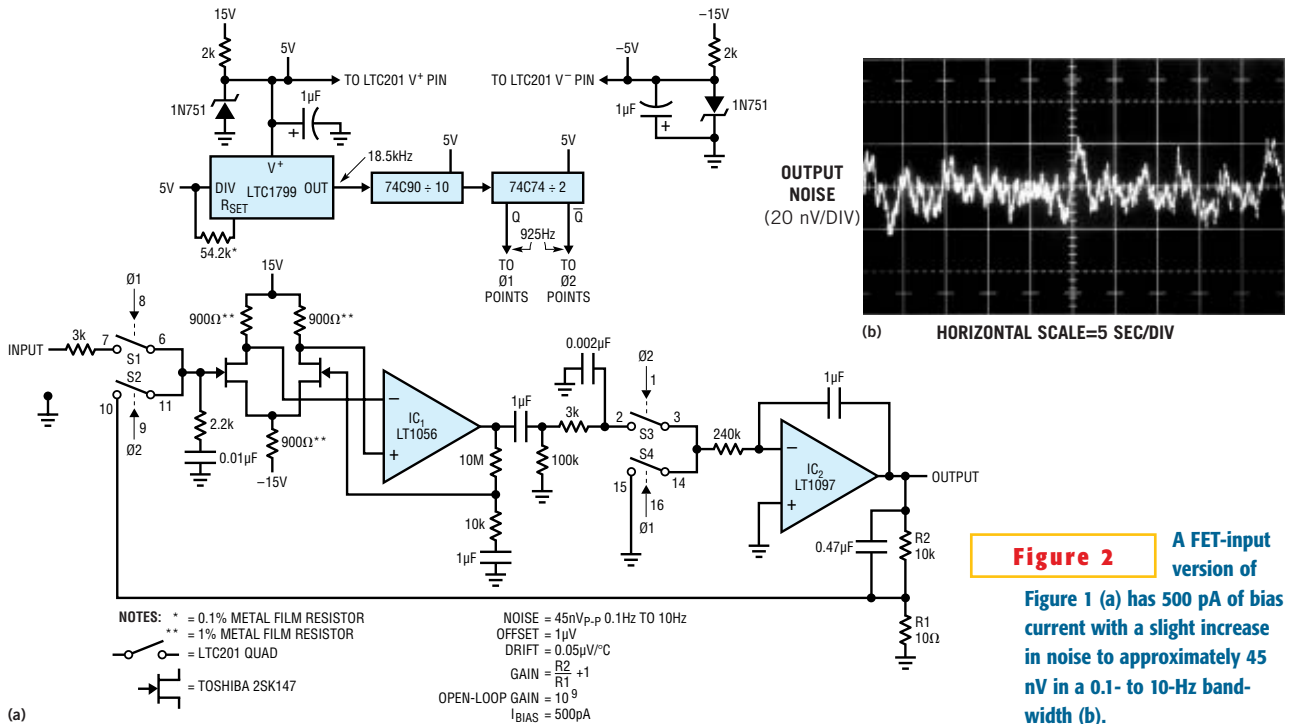 15V
2k
5V
TO LTC201 V+ PIN
1N751
1µF
+
–15V
–5V
2k
TO LTC201 V– PIN
1µF
+
1N751
18.5kHz
5V
5V
V+
5V
DIV
LTC1799
OUT
RSET
54.2k*
74C90 ÷ 10
74C74 ÷ 2
Q
Q̅
925Hz
TO
Ø1
POINTS
TO
Ø2
POINTS
OUTPUT
NOISE
(20 nV/DIV)
(b)
HORIZONTAL SCALE=5 SEC/DIV
15V
900Ω**
900Ω**
Ø1
8
INPUT
3k
7
6
S1
S2
10
11
9
Ø2
2.2k
0.01µF
900Ω**
–15V
–
IC1
LT1056
+
1µF
10M
10k
1µF
100k
3k
0.002µF
Ø2
1
2
3
S3
S4
15
14
16
Ø1
240k
1µF
–
IC2
LT1097
+
OUTPUT
0.47µF
R2
10k
R1
10Ω
NOTES: * = 0.1% METAL FILM RESISTOR
** = 1% METAL FILM RESISTOR
= LTC201 QUAD
= TOSHIBA 2SK147
NOISE = 45nVP-P 0.1Hz TO 10Hz
OFFSET = 1µV
DRIFT = 0.05µV/°C
GAIN = R2/R1 +1
OPEN-LOOP GAIN = 10^9
IBIAS = 500pA
(a)
Figure 2
A FET-input
version of
Figure 1 (a) has 500 pA of bias
current with a slight increase
in noise to approximately 45
nV in a 0.1- to 10-Hz band-
width (b).